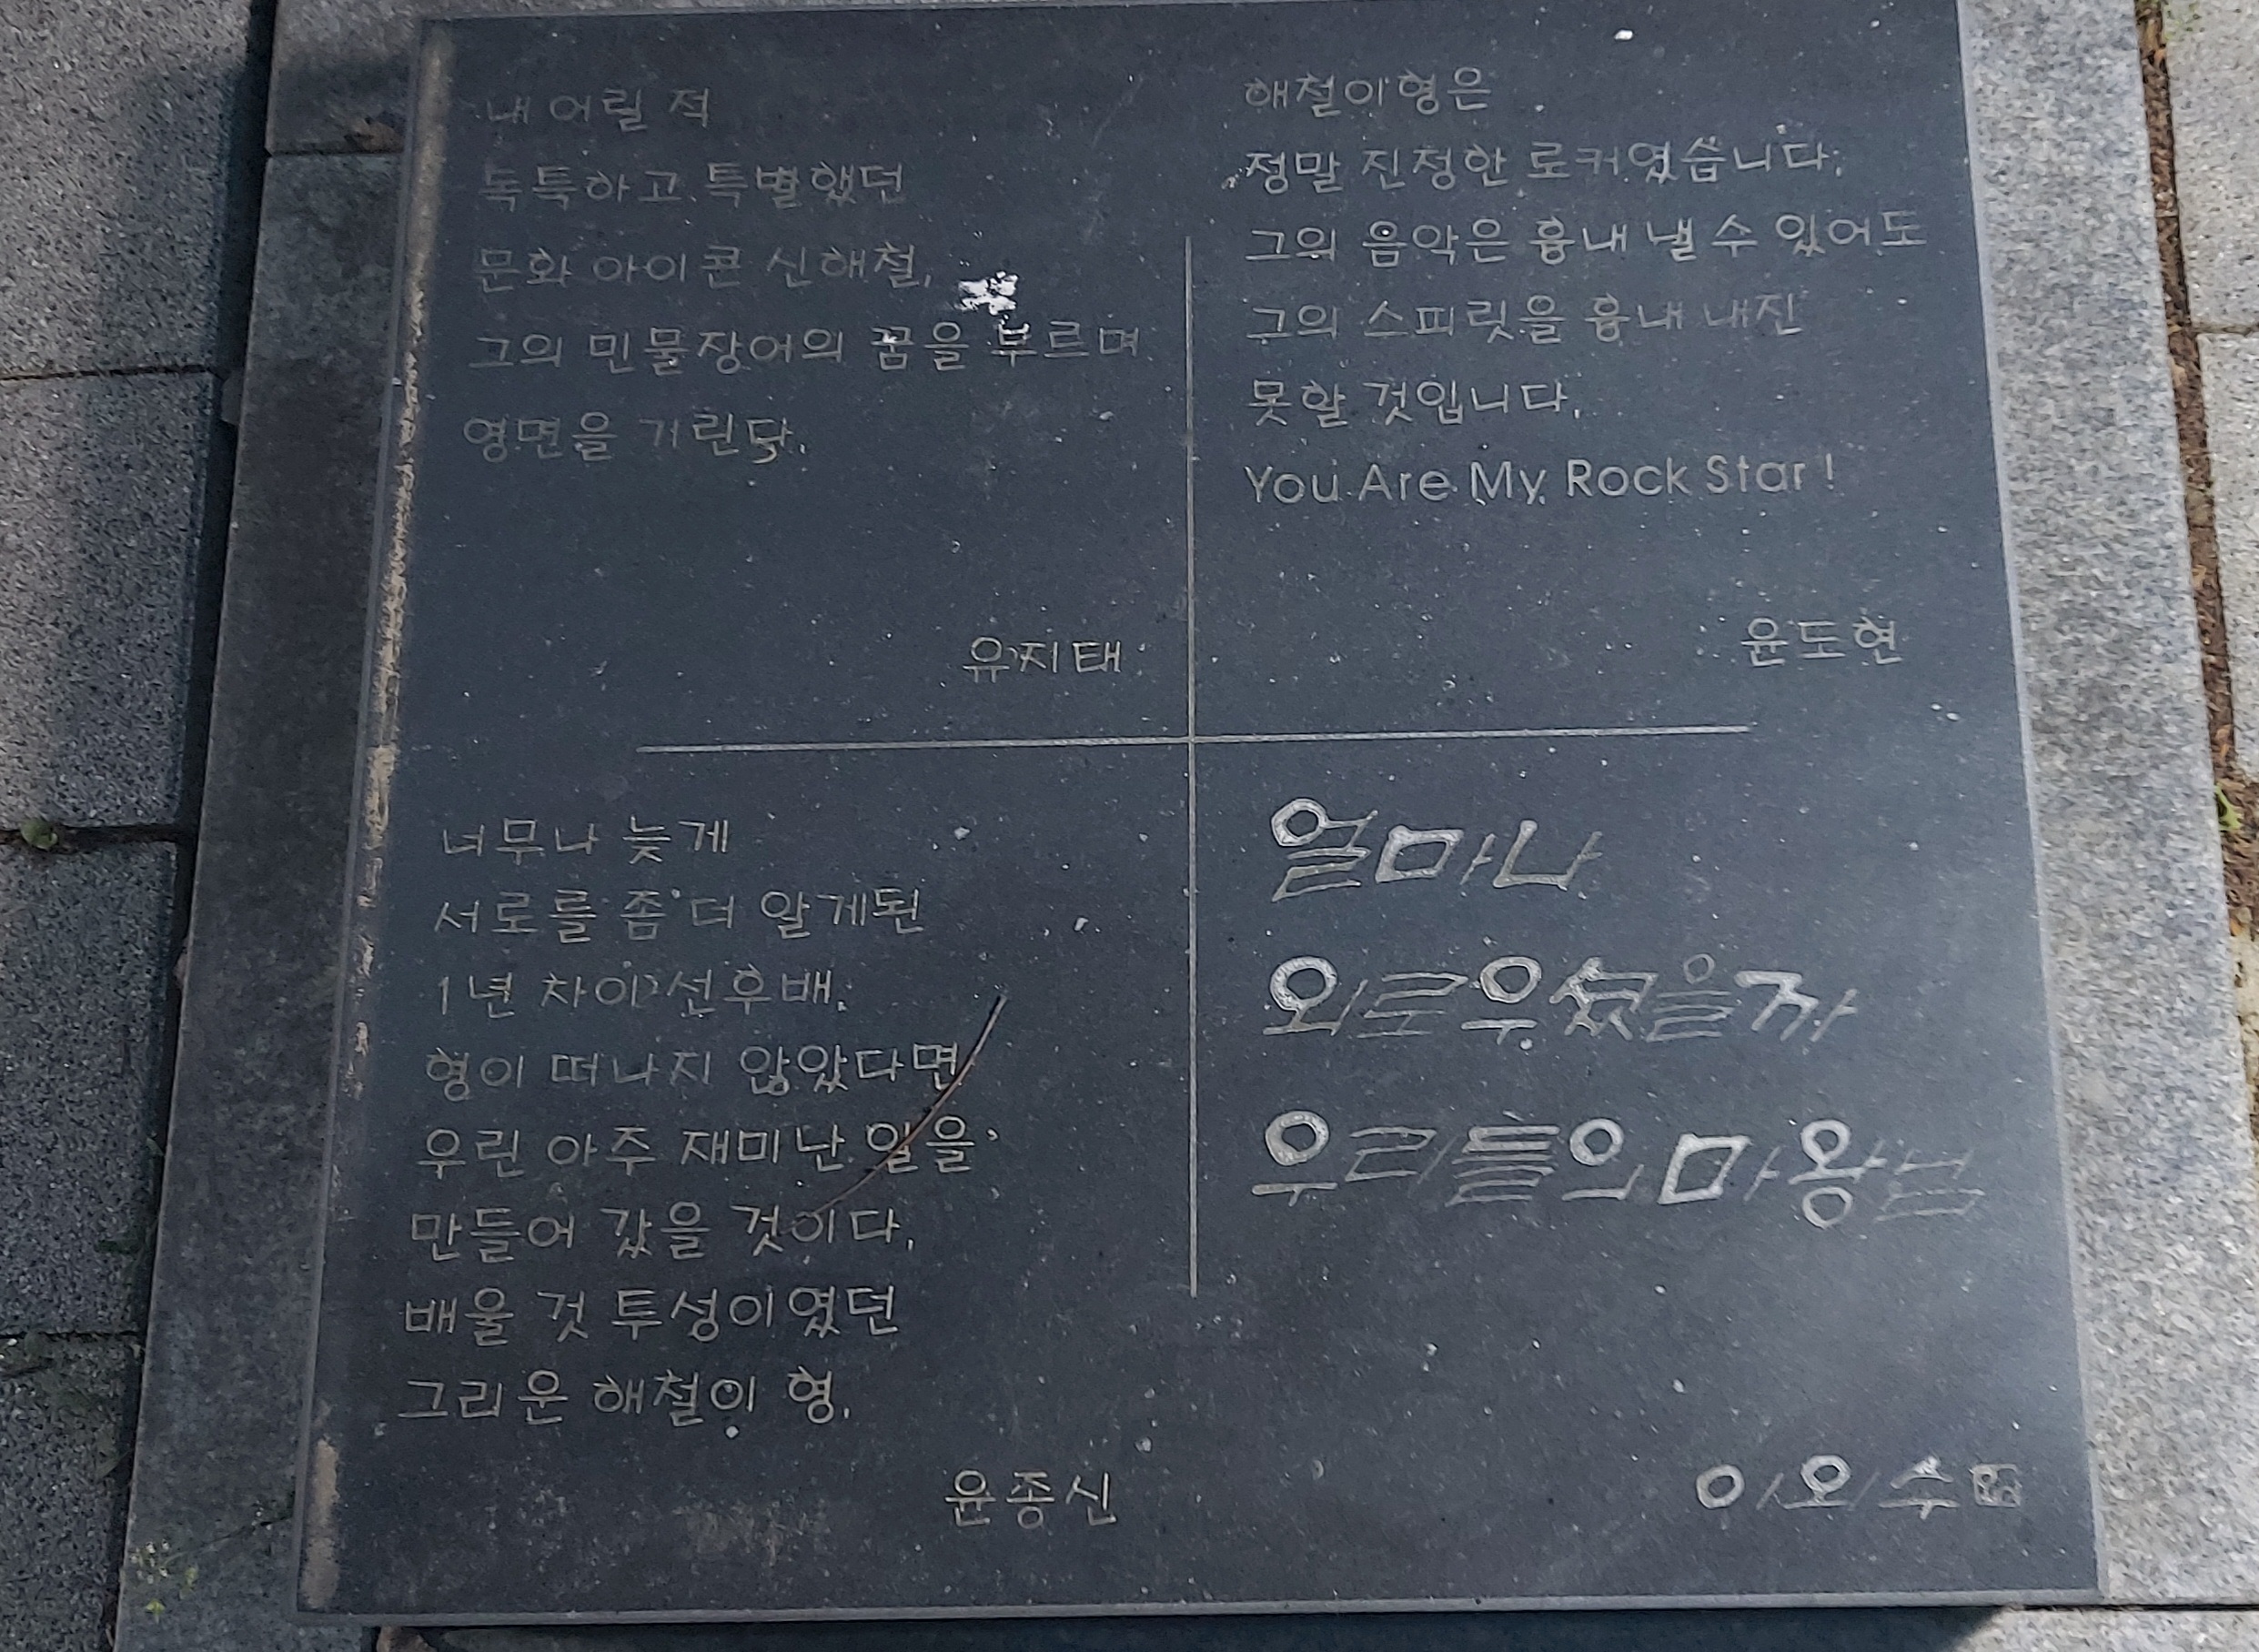 내 어릴 적
독특하고 특별했던
문화 아이콘 신해철,
그의 민물장어의 꿈을 부르며
영면을 기린닷.
유지태
해철이형은
정말 진정한 로커였습니다.
그의 음악은 흉내 낼 수 있어도
그의 스피릿을 흉내 내진
못할 것입니다.
You Are My Rock Star !
윤도현
너무나 늦게
서로를 좀 더 알게된
1년 차이 선후배.
형이 떠나지 않았다면
우린 아주 재미난 일을
만들어 갔을 것이다.
배울 것 투성이였던
그리운 해철이 형.
윤종신
얼마나
외로우셨을까
우리들의 마왕님
이외수